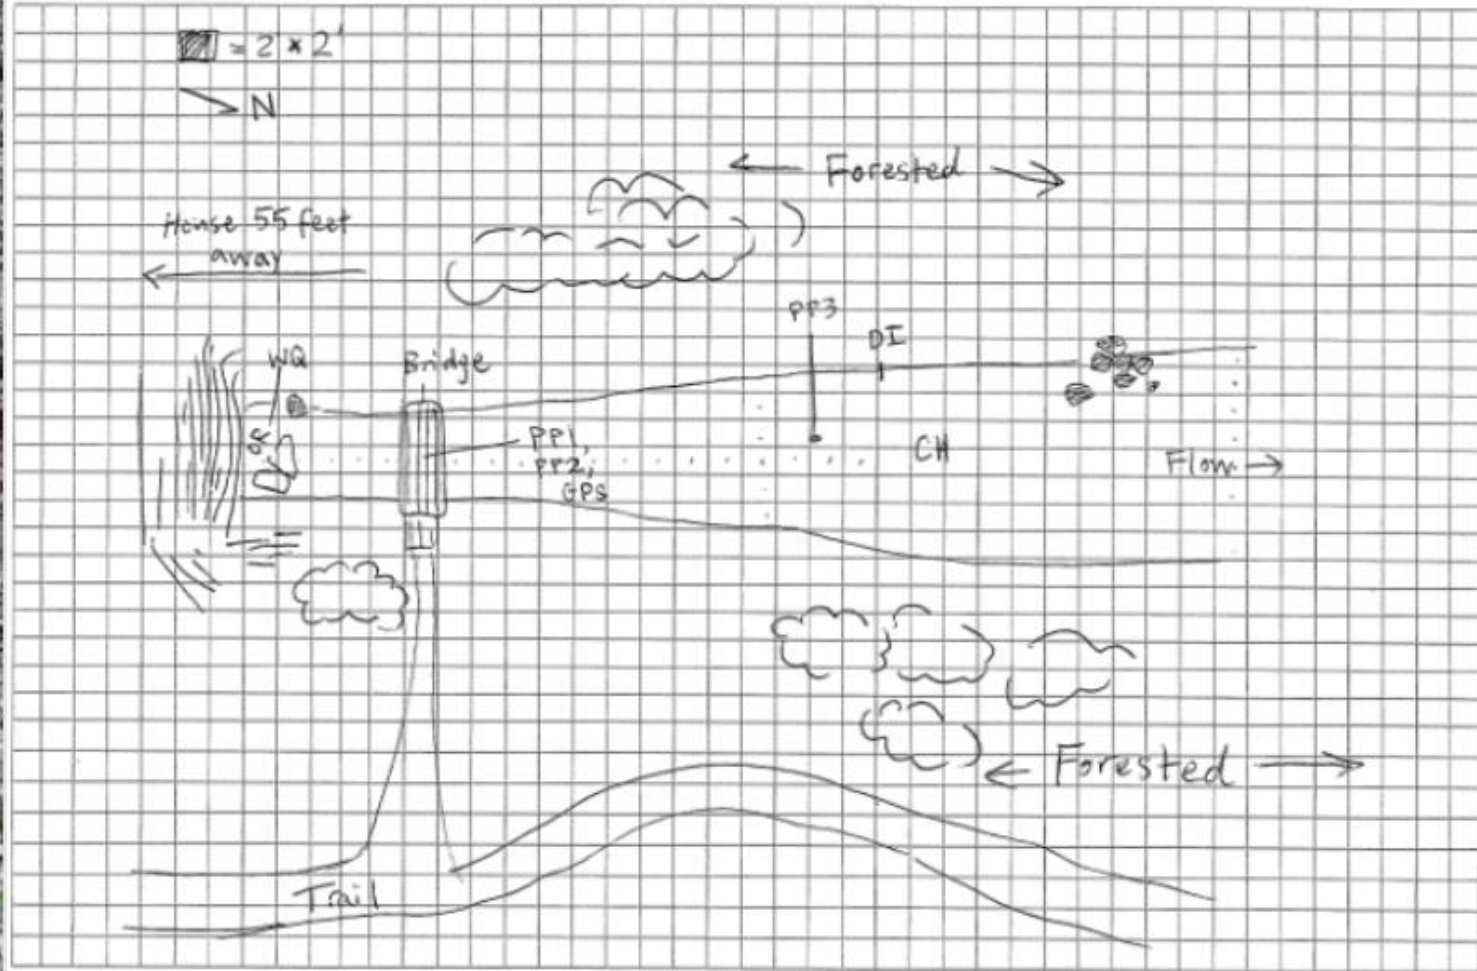 = 2 × 2'
N
Forested
House 55 feet
away
PP3
DI
WQ
Bridge
PP1,
PP2,
GPS
CH
Flow
Forested
Trail